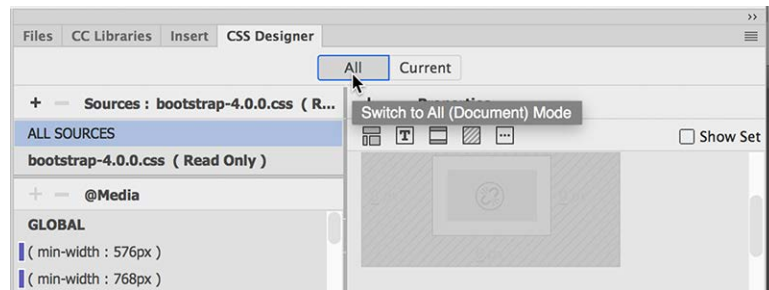 Files CC Libraries Insert CSS Designer
All Current
+ − Sources : bootstrap-4.0.0.css ( R... Properties
Switch to All (Document) Mode
ALL SOURCES
T Show Set
bootstrap-4.0.0.css ( Read Only )
+ − @Media
GLOBAL
( min-width : 576px )
( min-width : 768px )